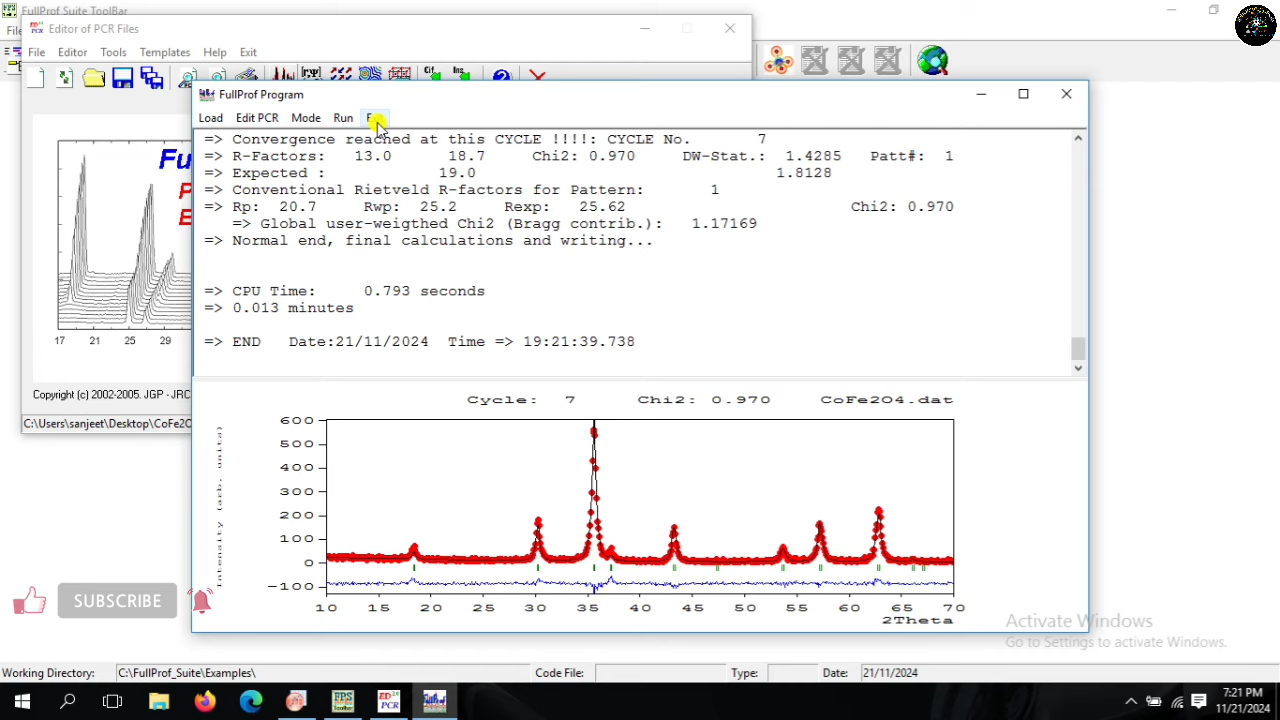 FullProf Suite ToolBar
Editor of PCR Files
File Editor Tools Templates Help Exit
FullProf Program
Load Edit PCR Mode Run
=> Convergence reached at this CYCLE !!!!: CYCLE No. 7
=> R-Factors: 13.0 18.7 Chi2: 0.970 DW-Stat.: 1.4285 Patt#: 1
=> Expected : 19.0 1.8128
=> Conventional Rietveld R-factors for Pattern: 1
=> Rp: 20.7 Rwp: 25.2 Rexp: 25.62 Chi2: 0.970
=> Global user-weigthed Chi2 (Bragg contrib.): 1.17169
=> Normal end, final calculations and writing...
=> CPU Time: 0.793 seconds
=> 0.013 minutes
=> END Date:21/11/2024 Time => 19:21:39.738
17 21 25 29
Copyright (c) 2002-2005. JGP - JRC
C:\Users\sanjeet\Desktop\CoFe2O
Cycle: 7 Chi2: 0.970 CoFe2O4.dat
600
500
400
300
200
100
0
-100
Intensity (arb. units)
10 15 20 25 30 35 40 45 50 55 60 65 70
2Theta
SUBSCRIBE
Activate Windows
Go to Settings to activate Windows.
Working Directory: C:\FullProf_Suite\Examples\ Code File: Type: Date: 21/11/2024
7:21 PM
11/21/2024